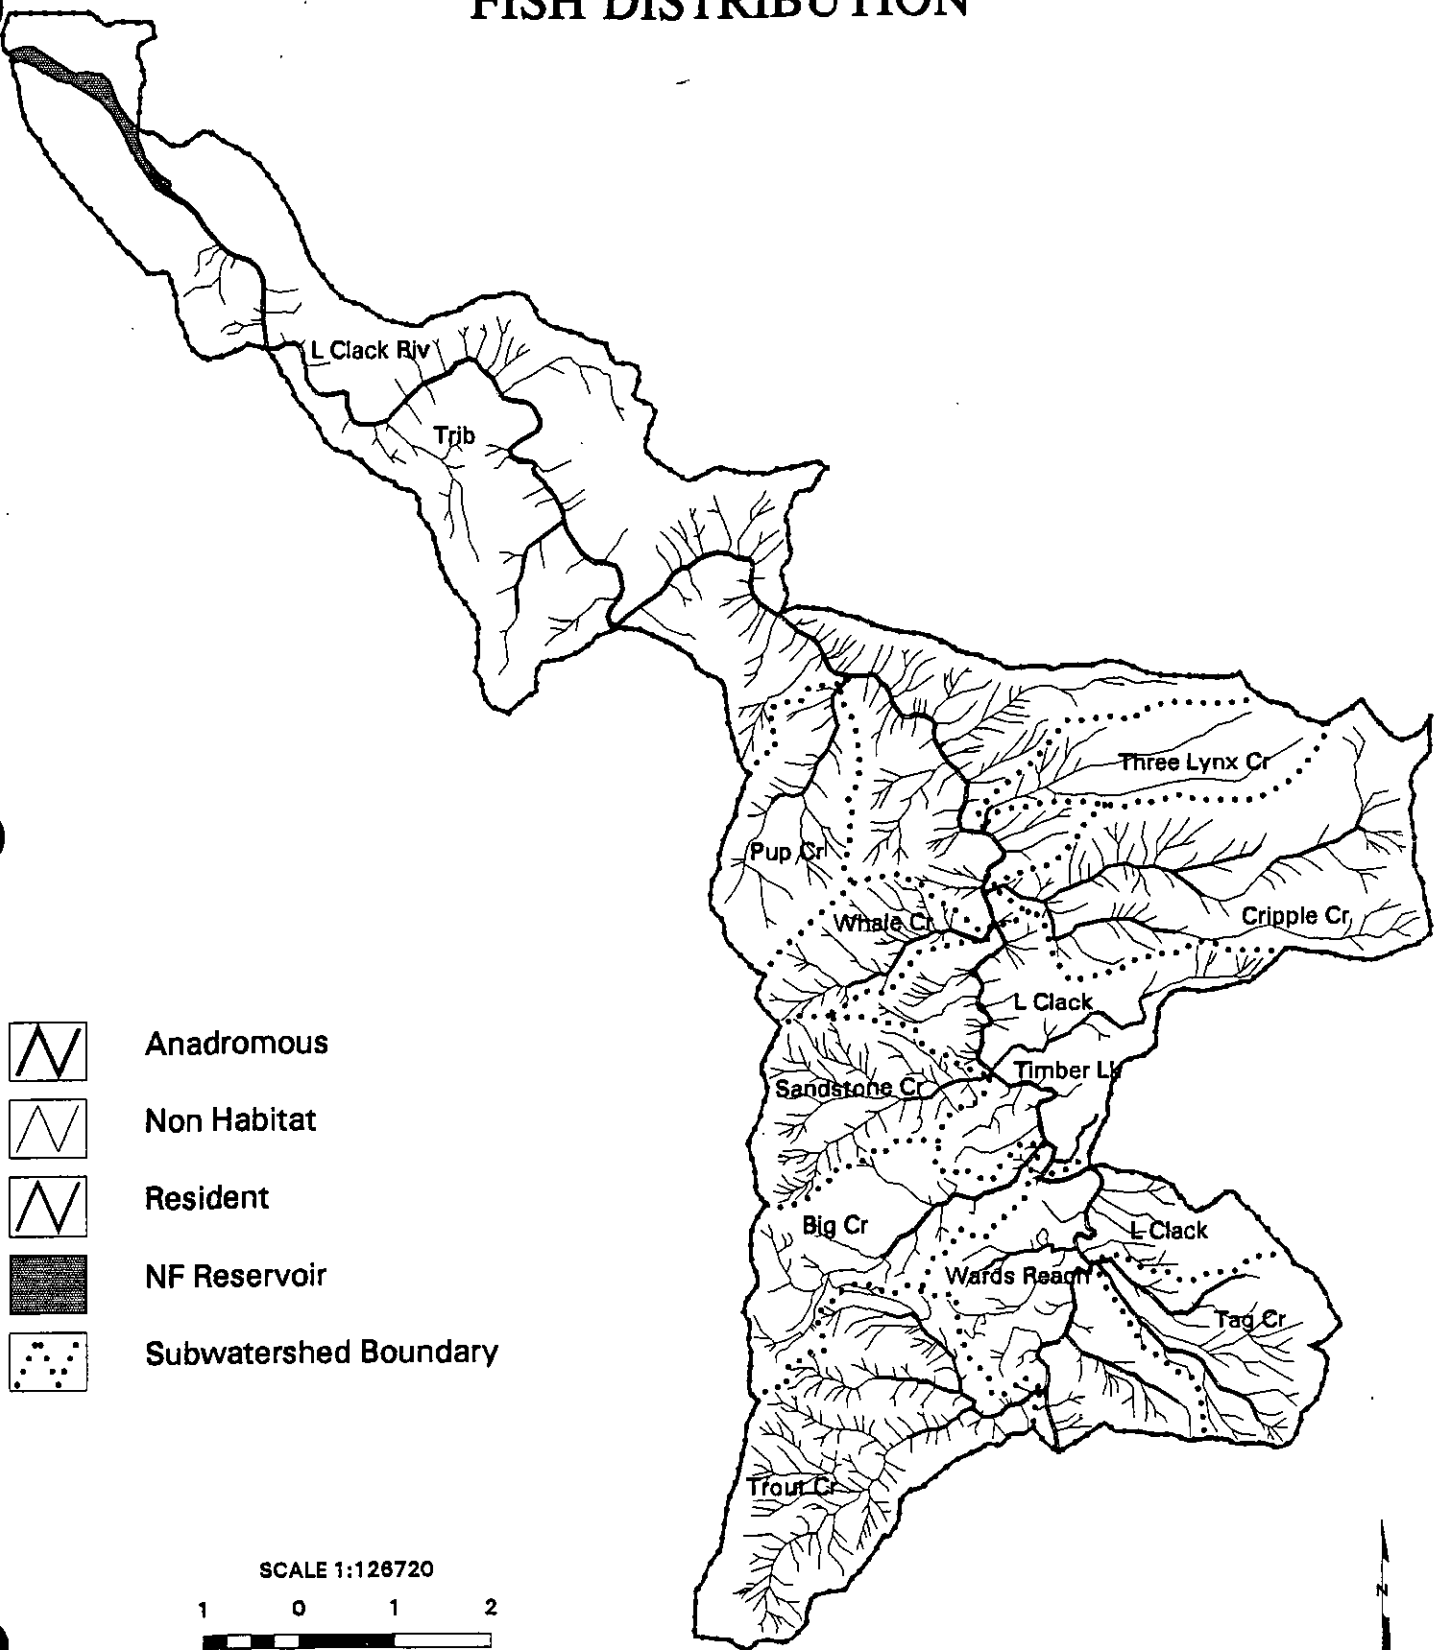 FISH DISTRIBUTION
L Clack Riv
Trib
Three Lynx Cr
Pup Cr
Whale Cr
Cripple Cr
L Clack
Timber Lk
Sandstone Cr
Big Cr
L Clack
Wards Reach
Tag Cr
Trout Cr
Anadromous
Non Habitat
Resident
NF Reservoir
Subwatershed Boundary
SCALE 1:126720
1 0 1 2
N